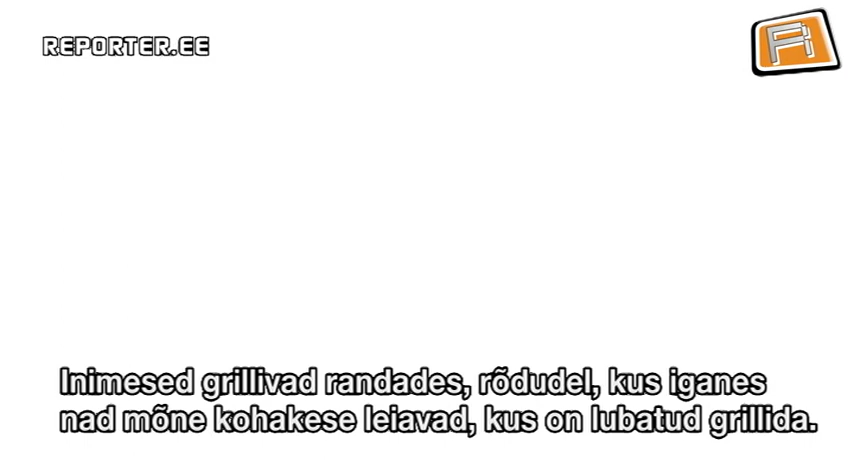 REPORTER.EE
R
Inimesed grillivad randades, rõdudel, kus iganes
nad mõne kohakese leiavad, kus on lubatud grillida.